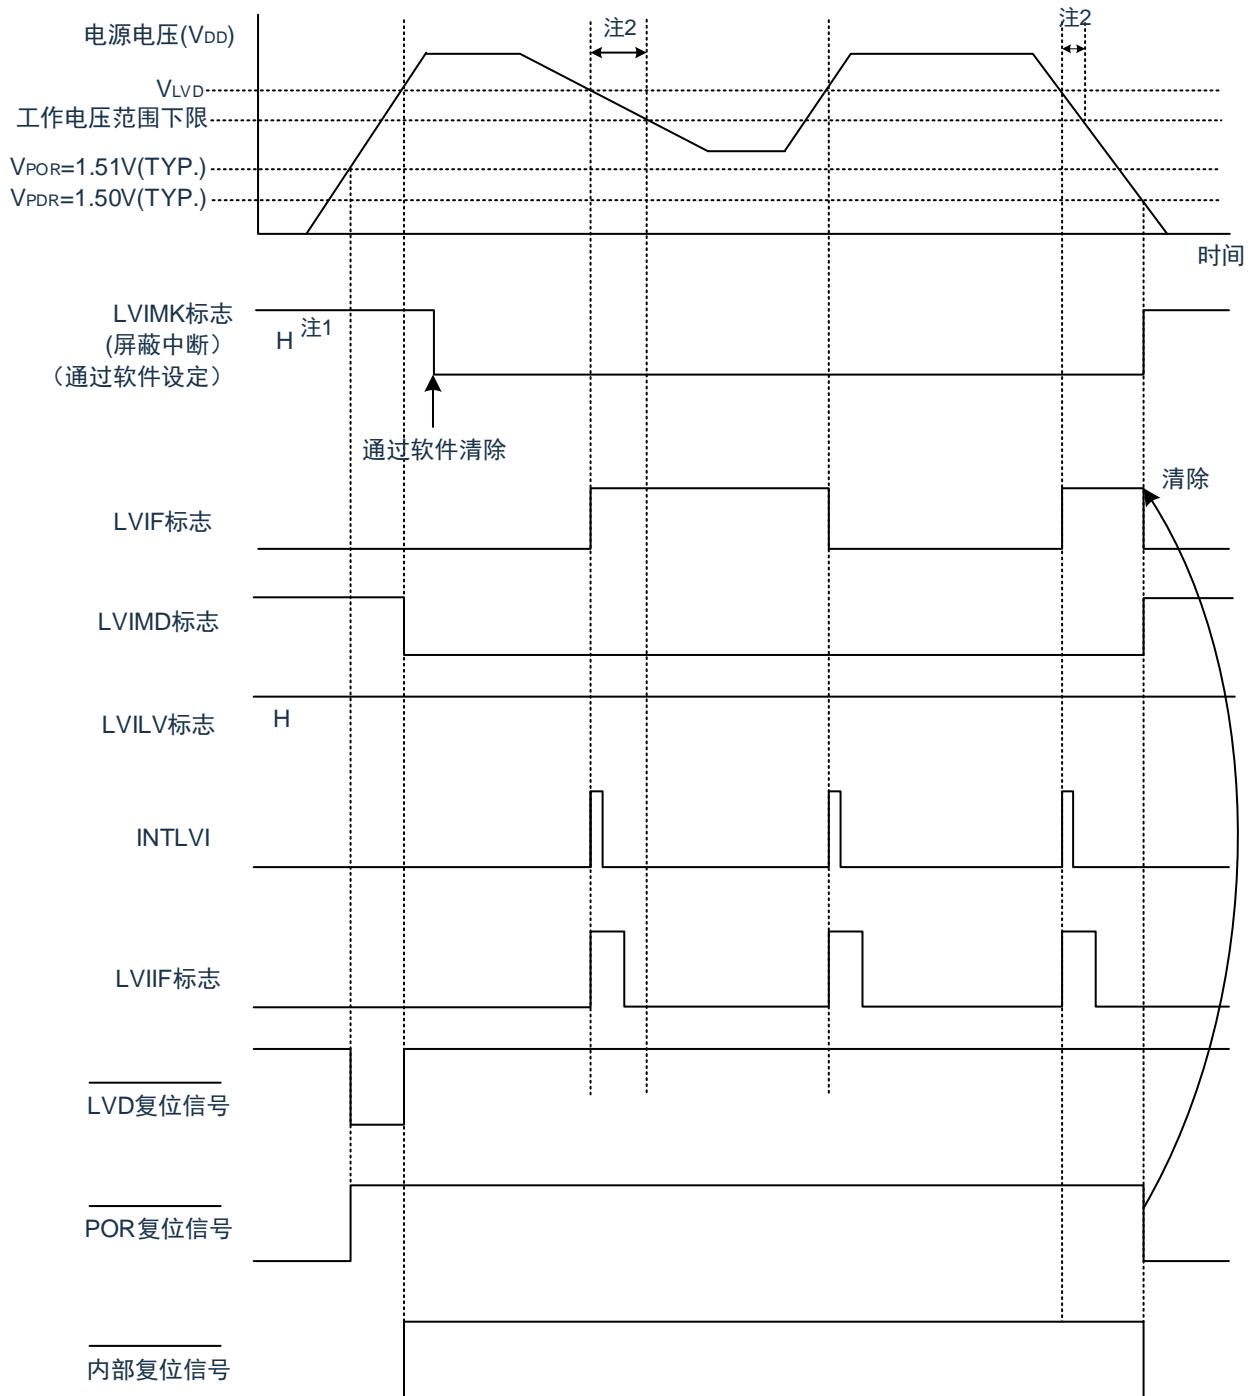 注2
注2
电源电压(VDD)
VLVD
工作电压范围下限
VPOR=1.51V(TYP.)
VPDR=1.50V(TYP.)
时间
LVIMK标志
(屏蔽中断）
（通过软件设定）
H 注1
通过软件清除
清除
LVIF标志
LVIMD标志
LVILV标志
H
INTLVI
LVIIF标志
LVD复位信号
POR复位信号
内部复位信号